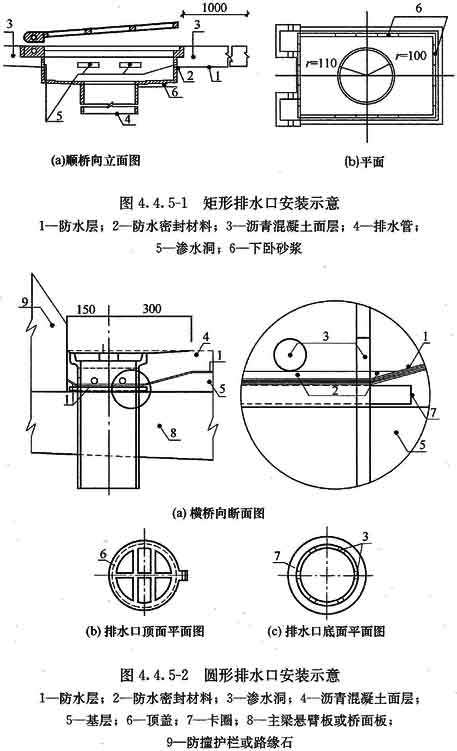 3
1000
3
2
1
5
6
4
6
r=110
r=100
(a)顺桥向立面图
(b)平面
图 4.4.5-1 矩形排水口安装示意
1—防水层；2—防水密封材料；3—沥青混凝土面层；4—排水管；
5—渗水洞；6—下卧砂浆
9
150
300
4
1
5
1
8
3
1
2
7
5
(a) 横桥向断面图
6
7
3
(b) 排水口顶面平面图
(c) 排水口底面平面图
图 4.4.5-2 圆形排水口安装示意
1—防水层；2—防水密封材料；3—渗水洞；4—沥青混凝土面层；
5—基层；6—顶盖；7—卡圈；8—主梁悬臂板或桥面板；
9—防撞护栏或路缘石